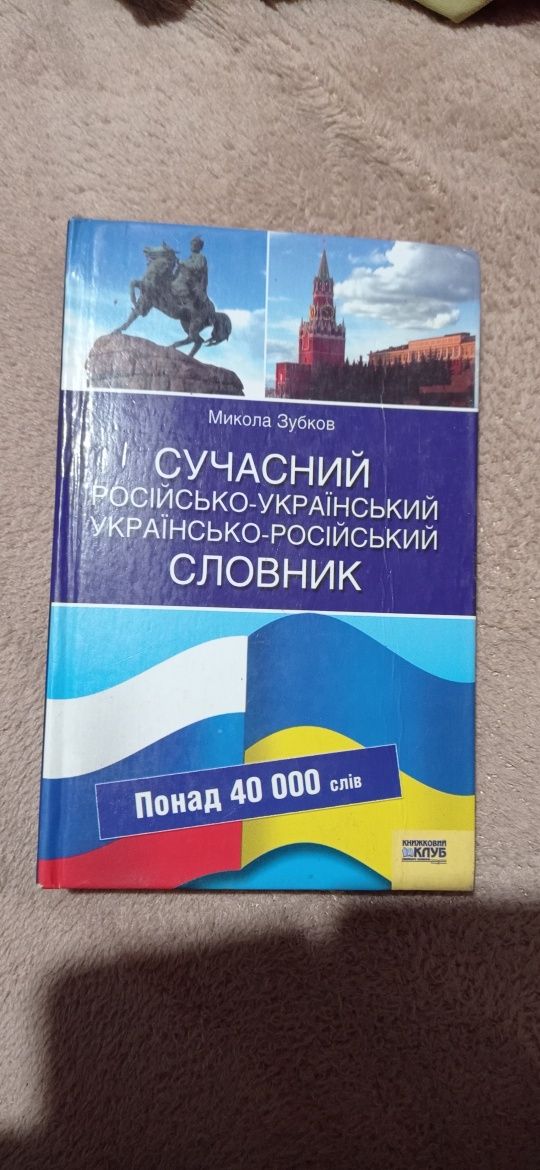 Микола Зубков
СУЧАСНИЙ
РОСІЙСЬКО-УКРАЇНСЬКИЙ
УКРАЇНСЬКО-РОСІЙСЬКИЙ
СЛОВНИК
Понад 40 000 слів
КНИЖКОВИЙ
КЛУБ